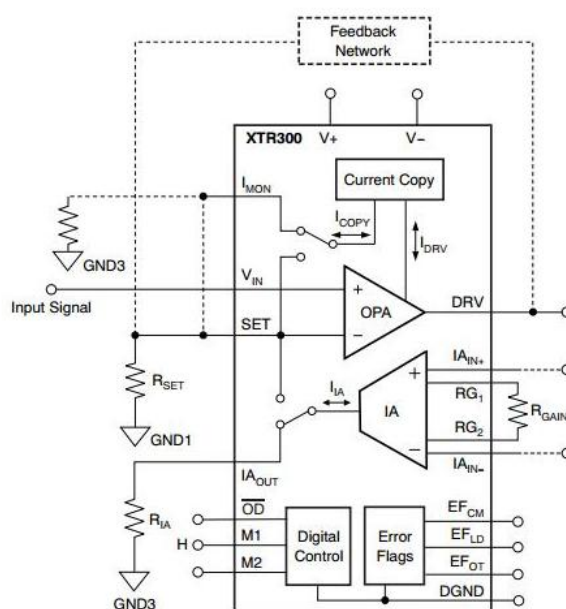 Feedback
Network
XTR300
V+
V−
I_MON
Current Copy
I_COPY
I_DRV
GND3
V_IN
Input Signal
+
OPA
DRV
SET
−
IA_IN+
R_SET
I_IA
+
RG_1
IA
R_GAIN
RG_2
GND1
−
IA_IN−
IA_OUT
R_IA
OD
EF_CM
H
M1
Digital
Control
Error
Flags
EF_LD
M2
EF_OT
DGND
GND3